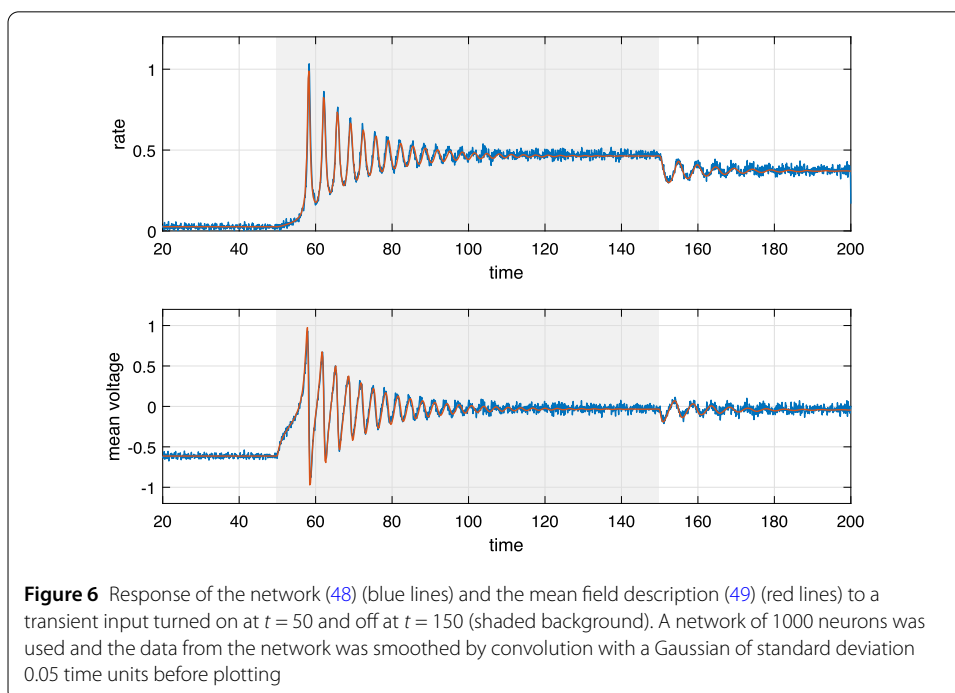 1
0.5
0
rate
20 40 60 80 100 120 140 160 180 200
time
1
0.5
0
-0.5
-1
mean voltage
20 40 60 80 100 120 140 160 180 200
time
Figure 6 Response of the network (48) (blue lines) and the mean field description (49) (red lines) to a
transient input turned on at t = 50 and off at t = 150 (shaded background). A network of 1000 neurons was
used and the data from the network was smoothed by convolution with a Gaussian of standard deviation
0.05 time units before plotting